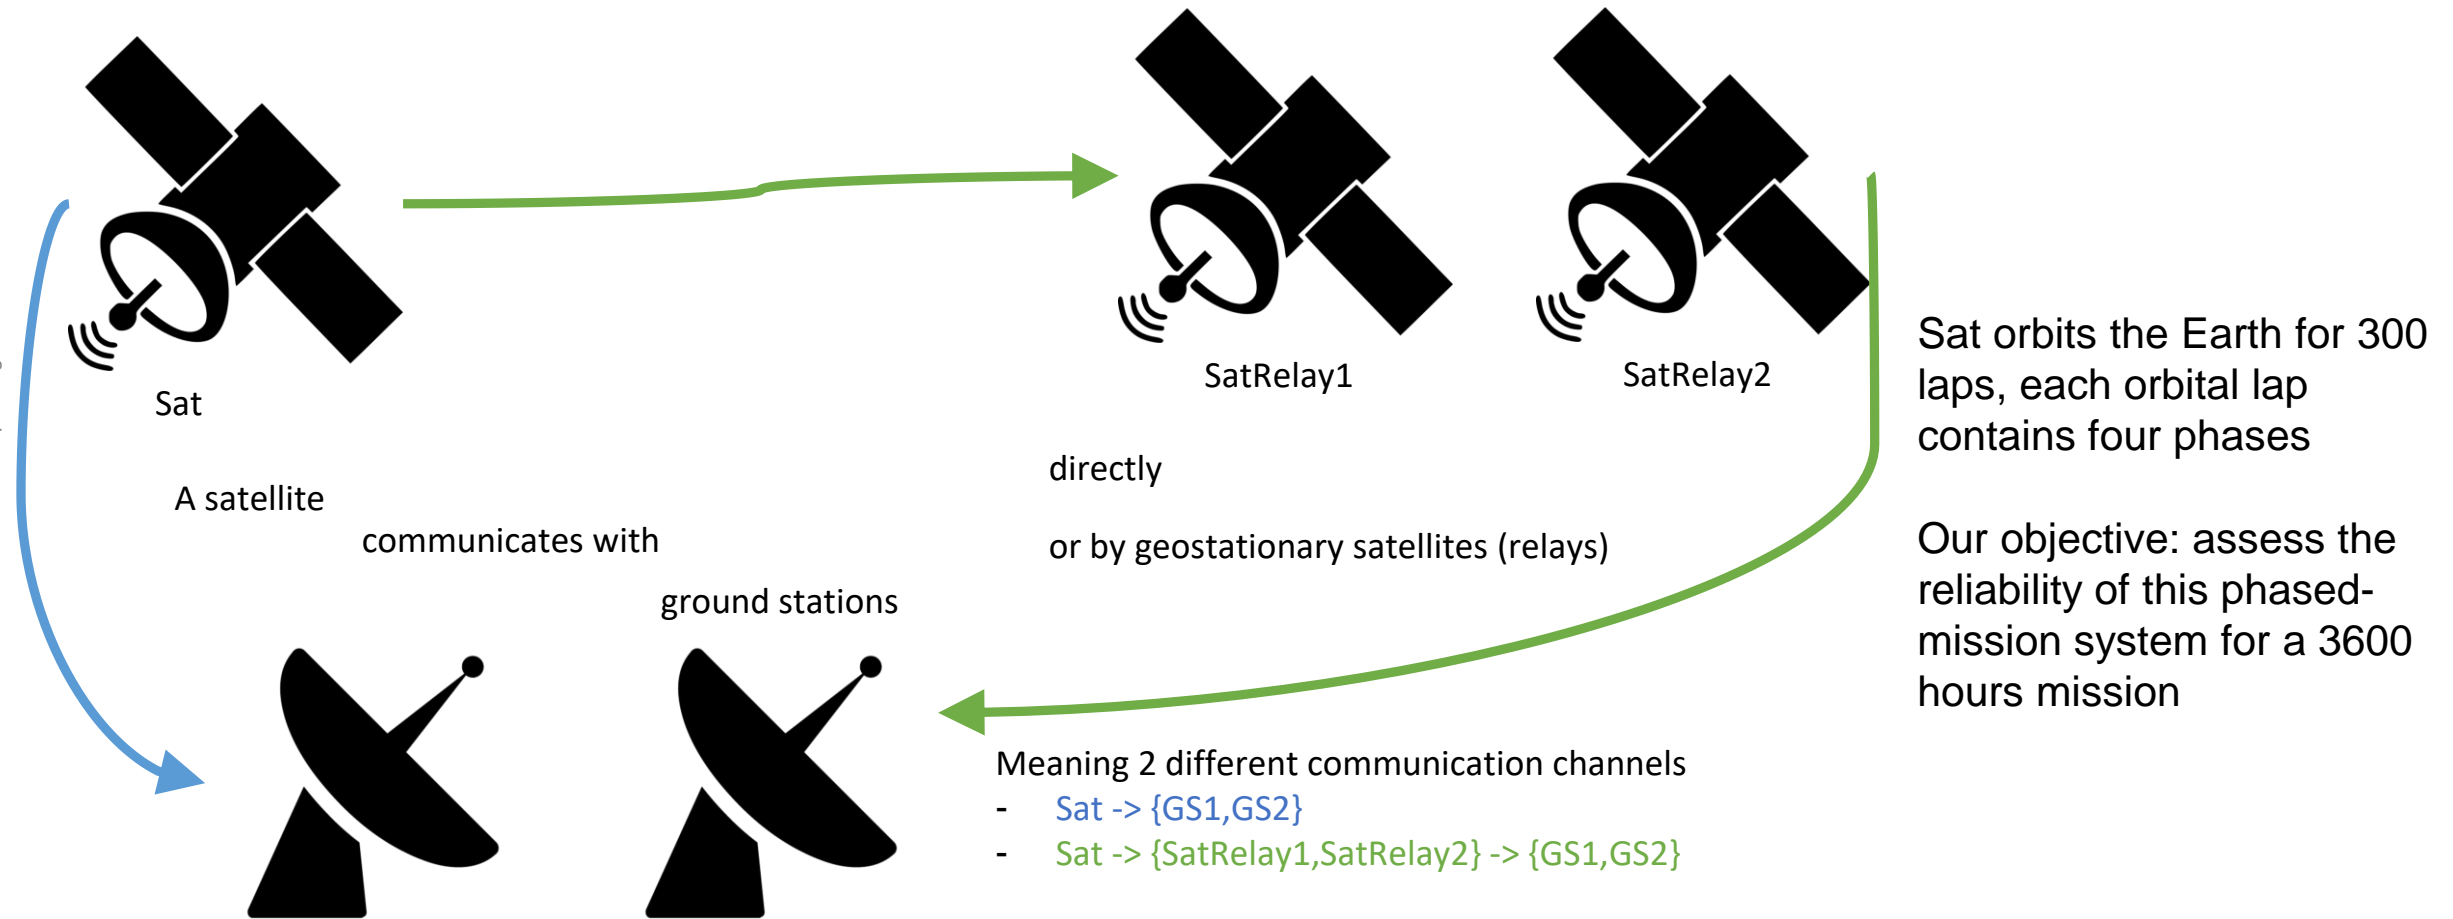 Sat
SatRelay1
SatRelay2
A satellite
communicates with
ground stations
directly
or by geostationary satellites (relays)
Meaning 2 different communication channels
- Sat -> {GS1,GS2}
- Sat -> {SatRelay1,SatRelay2} -> {GS1,GS2}
Sat orbits the Earth for 300
laps, each orbital lap
contains four phases
Our objective: assess the
reliability of this phased-
mission system for a 3600
hours mission